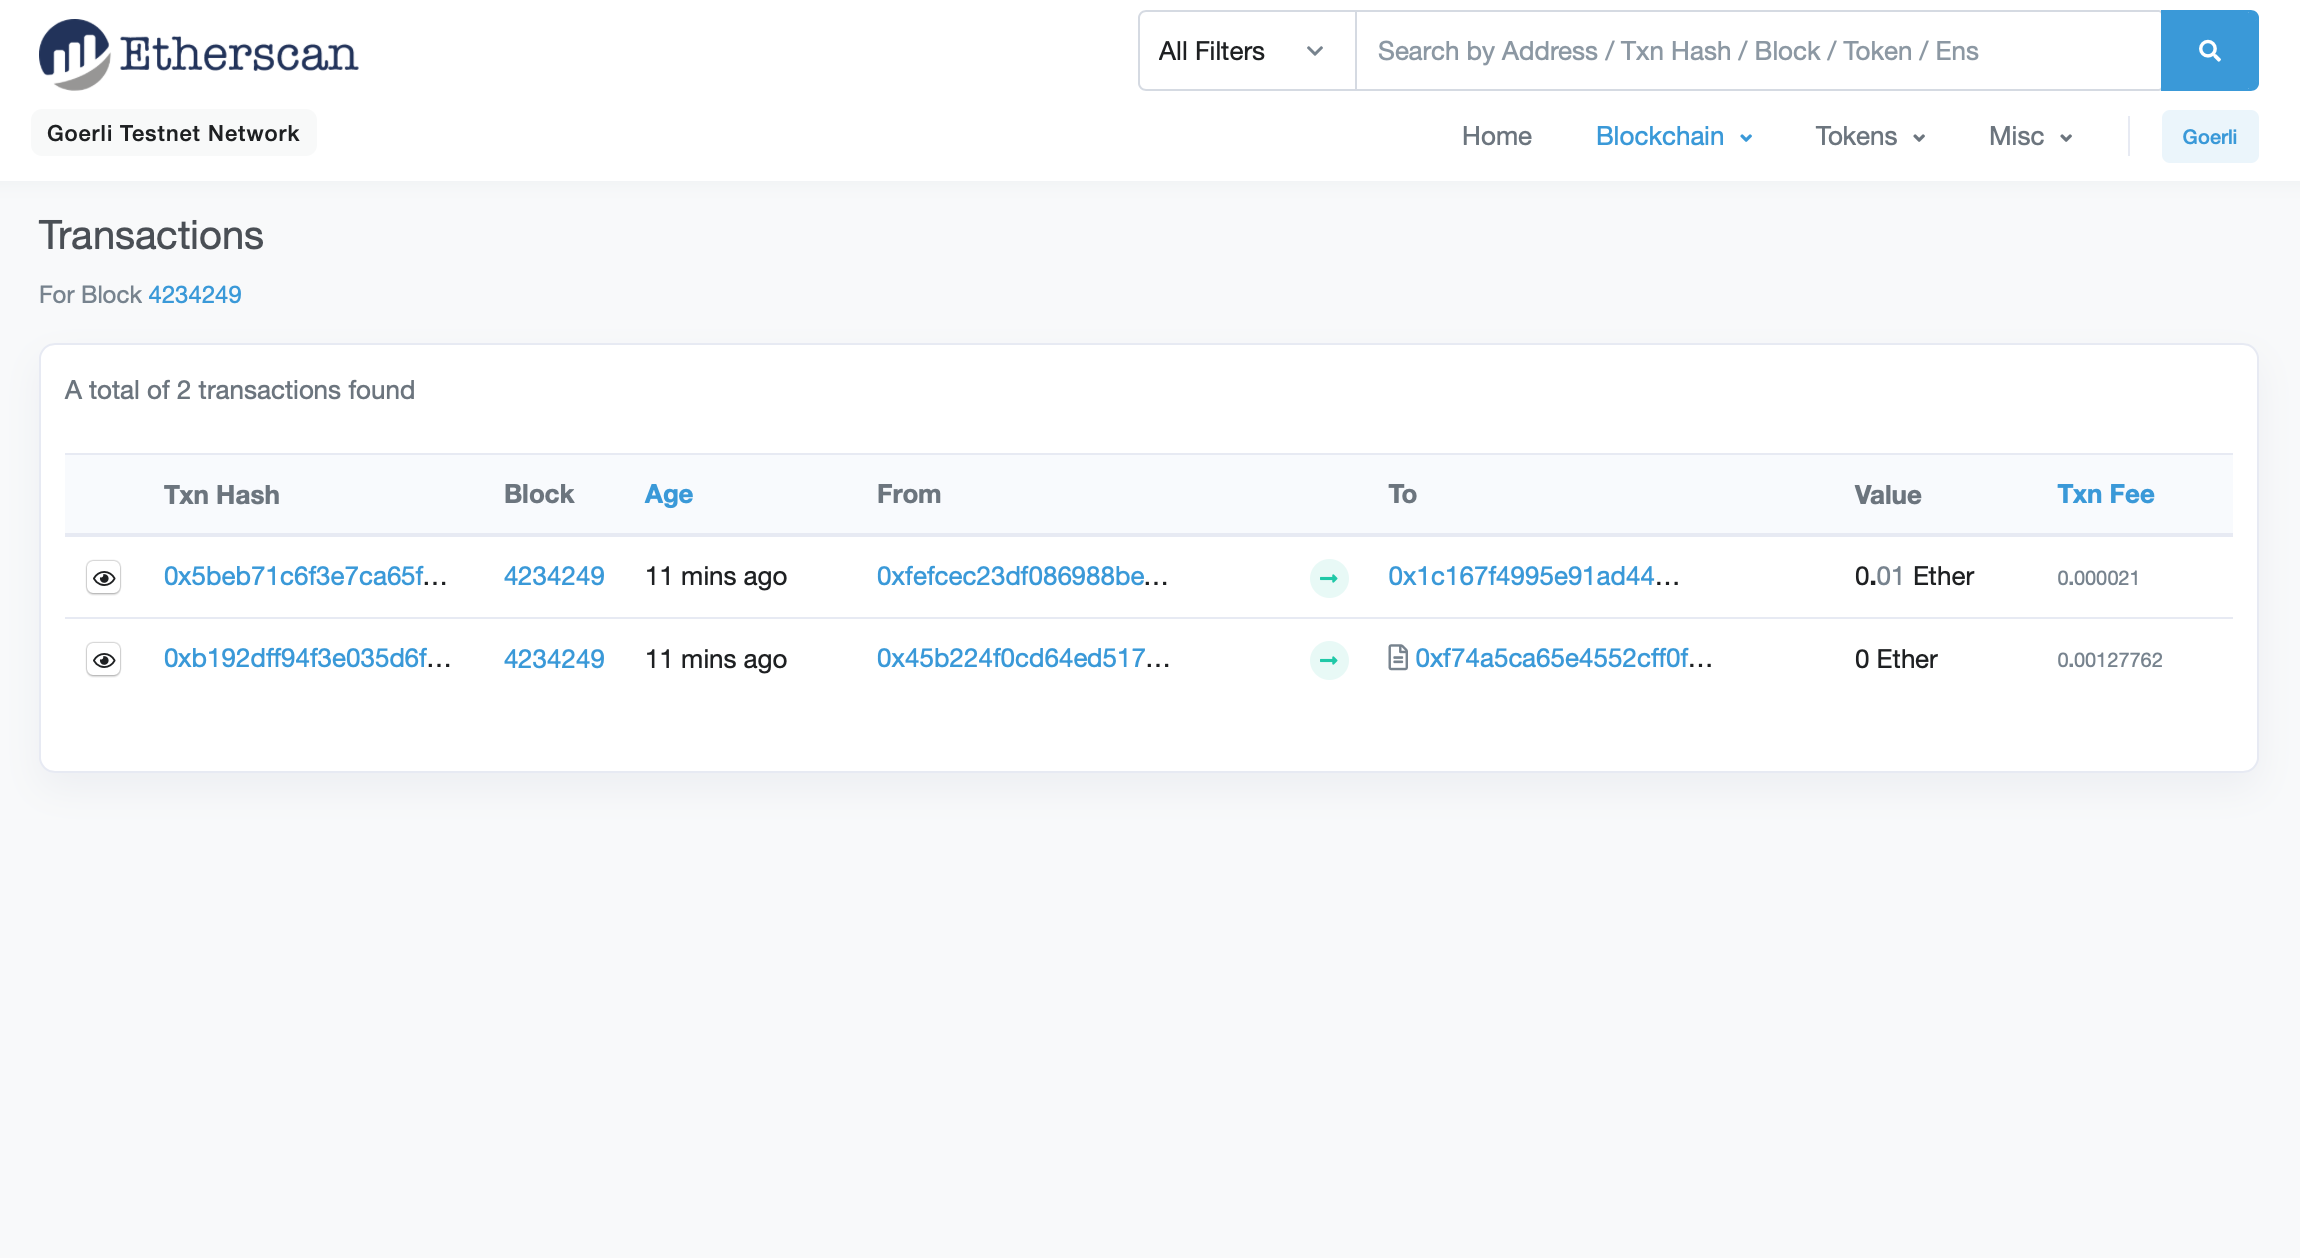 Etherscan
All Filters
Search by Address / Txn Hash / Block / Token / Ens
Goerli Testnet Network
Home Blockchain Tokens Misc Goerli
Transactions
For Block 4234249
A total of 2 transactions found
Txn Hash Block Age From To Value Txn Fee
0x5beb71c6f3e7ca65f... 4234249 11 mins ago 0xfefcec23df086988be... 0x1c167f4995e91ad44... 0.01 Ether 0.000021
0xb192dff94f3e035d6f... 4234249 11 mins ago 0x45b224f0cd64ed517... 0xf74a5ca65e4552cff0f... 0 Ether 0.00127762